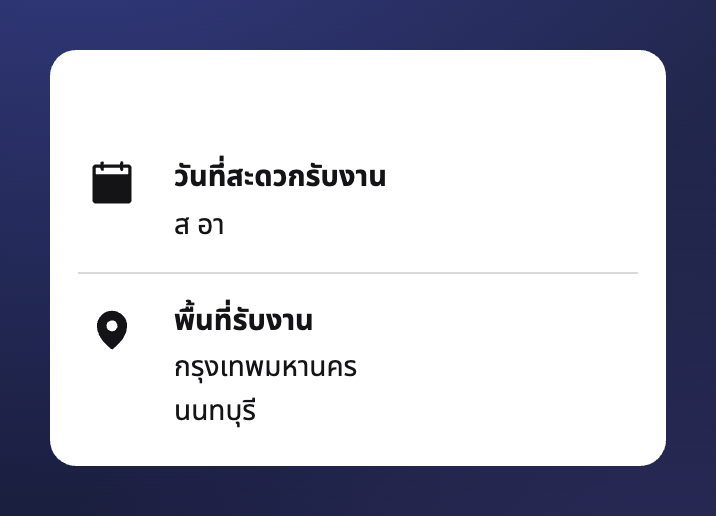 วันที่สะดวกรับงาน
ส อา
พื้นที่รับงาน
กรุงเทพมหานคร
นนทบุรี